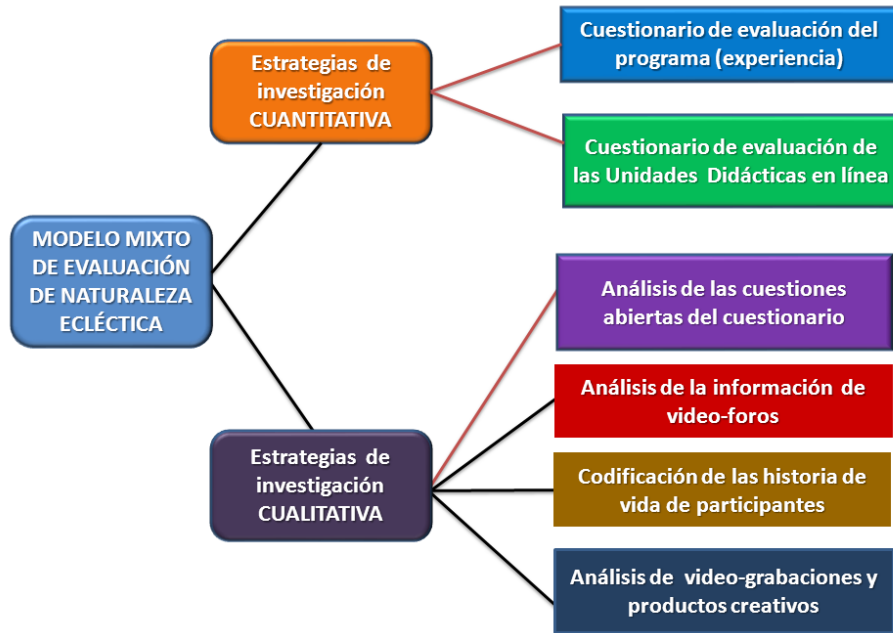 MODELO MIXTO
DE EVALUACIÓN
DE NATURALEZA
ECLÉCTICA
Estrategias de
investigación
CUANTITATIVA
Cuestionario de evaluación del
programa (experiencia)
Cuestionario de evaluación de
las Unidades Didácticas en línea
Estrategias de
investigación
CUALITATIVA
Análisis de las cuestiones
abiertas del cuestionario
Análisis de la información de
video-foros
Codificación de las historia de
vida de participantes
Análisis de video-grabaciones y
productos creativos